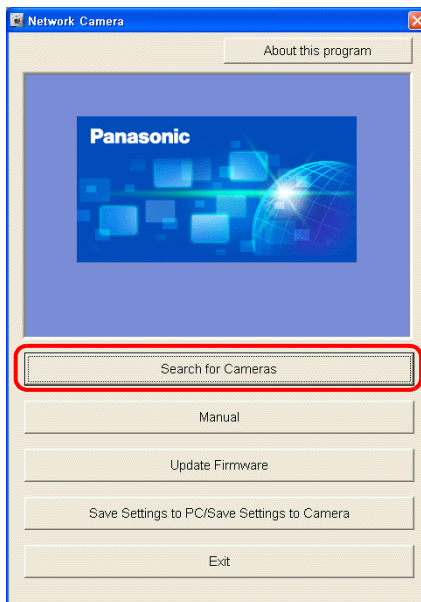 Network Camera
About this program
Panasonic
Search for Cameras
Manual
Update Firmware
Save Settings to PC/Save Settings to Camera
Exit